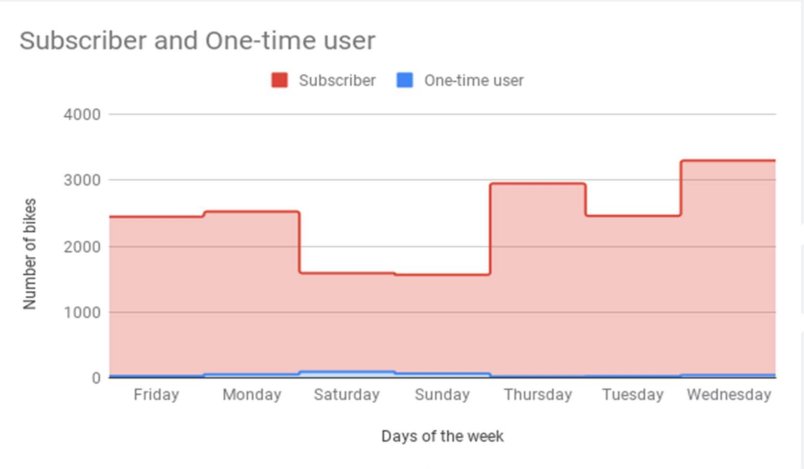 Subscriber and One-time user
Subscriber One-time user
4000
3000
2000
1000
0
Number of bikes
Friday Monday Saturday Sunday Thursday Tuesday Wednesday
Days of the week